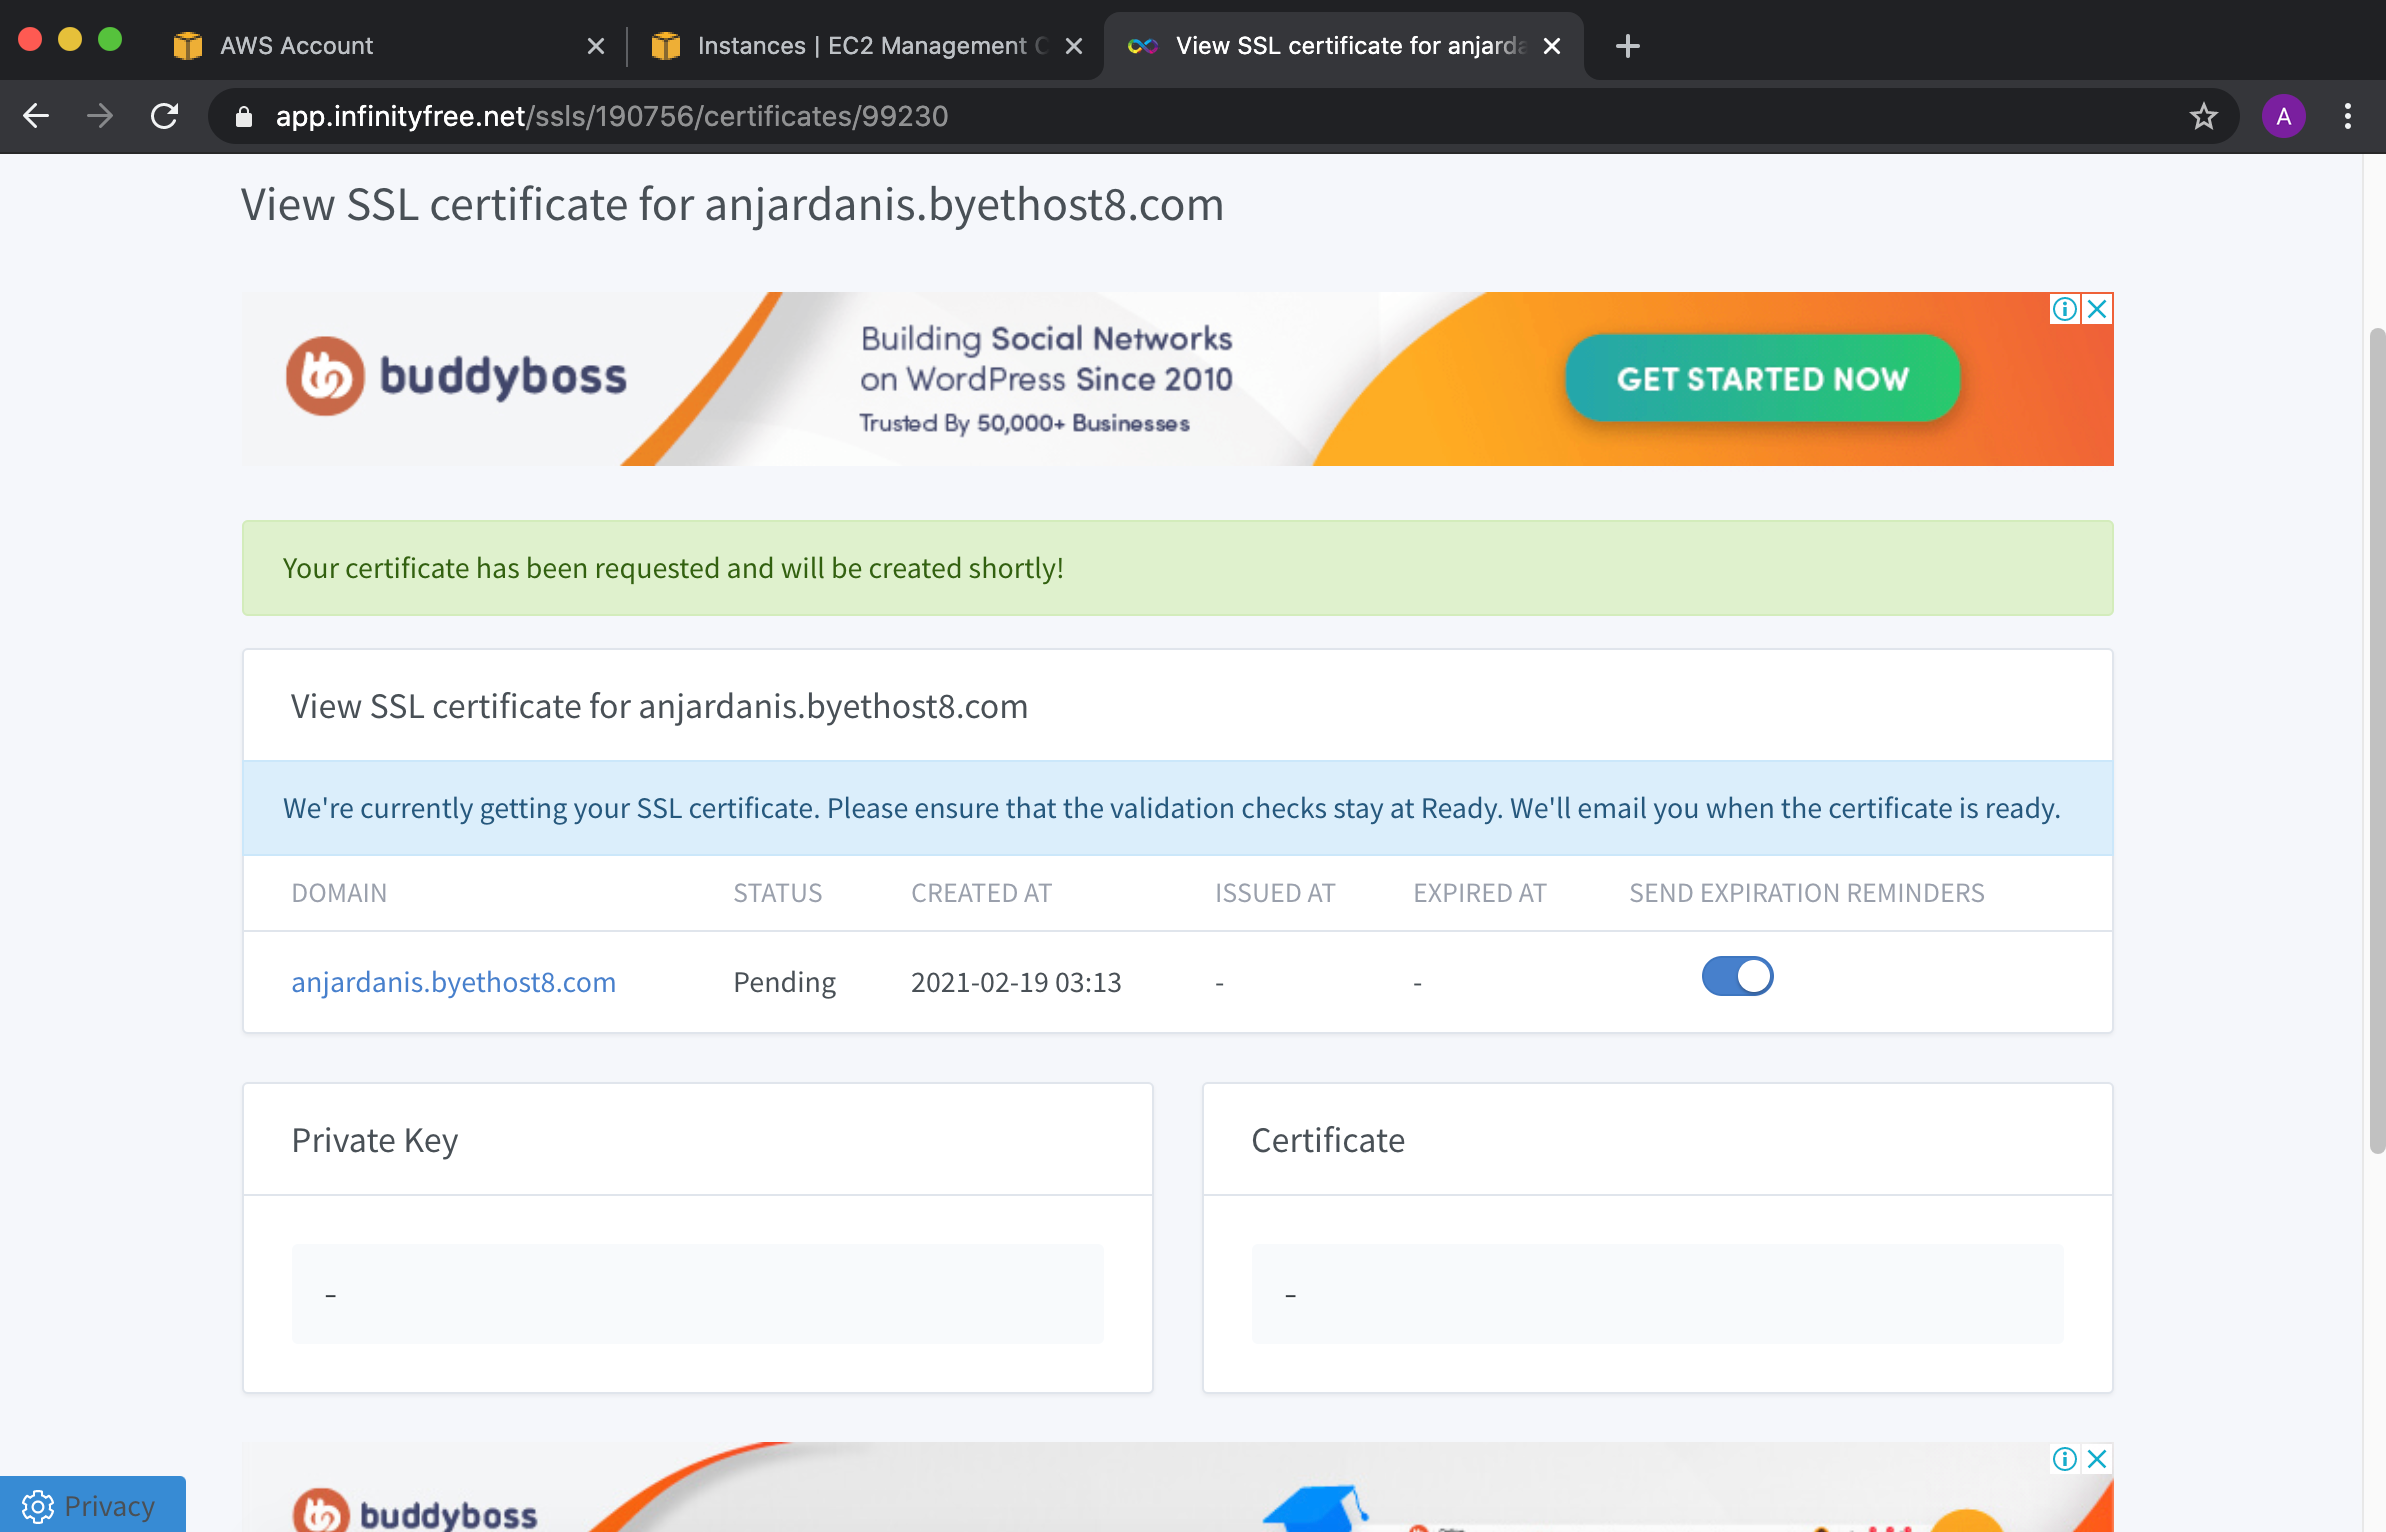 AWS Account
Instances | EC2 Management C
View SSL certificate for anjarda
app.infinityfree.net/ssls/190756/certificates/99230
A
View SSL certificate for anjardanis.byethost8.com
buddyboss
Building Social Networks
on WordPress Since 2010
Trusted By 50,000+ Businesses
GET STARTED NOW
Your certificate has been requested and will be created shortly!
View SSL certificate for anjardanis.byethost8.com
We're currently getting your SSL certificate. Please ensure that the validation checks stay at Ready. We'll email you when the certificate is ready.
DOMAIN STATUS CREATED AT ISSUED AT EXPIRED AT SEND EXPIRATION REMINDERS
anjardanis.byethost8.com Pending 2021-02-19 03:13 - -
Private Key
-
Certificate
-
buddyboss
Privacy